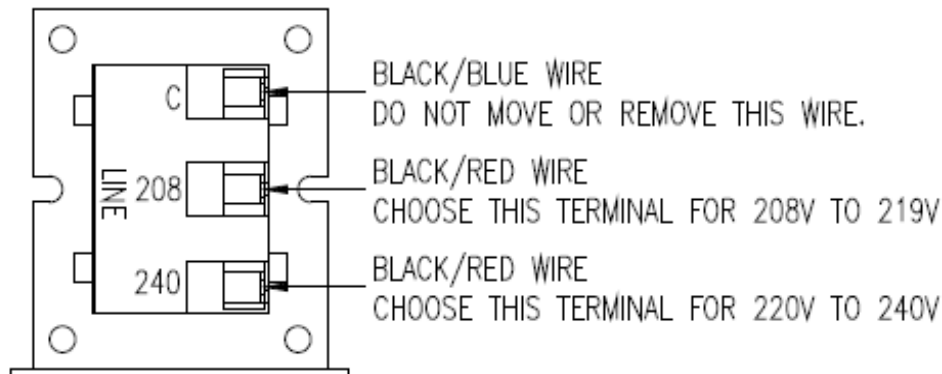 C
BLACK/BLUE WIRE
DO NOT MOVE OR REMOVE THIS WIRE.
LINE
208
BLACK/RED WIRE
CHOOSE THIS TERMINAL FOR 208V TO 219V
240
BLACK/RED WIRE
CHOOSE THIS TERMINAL FOR 220V TO 240V